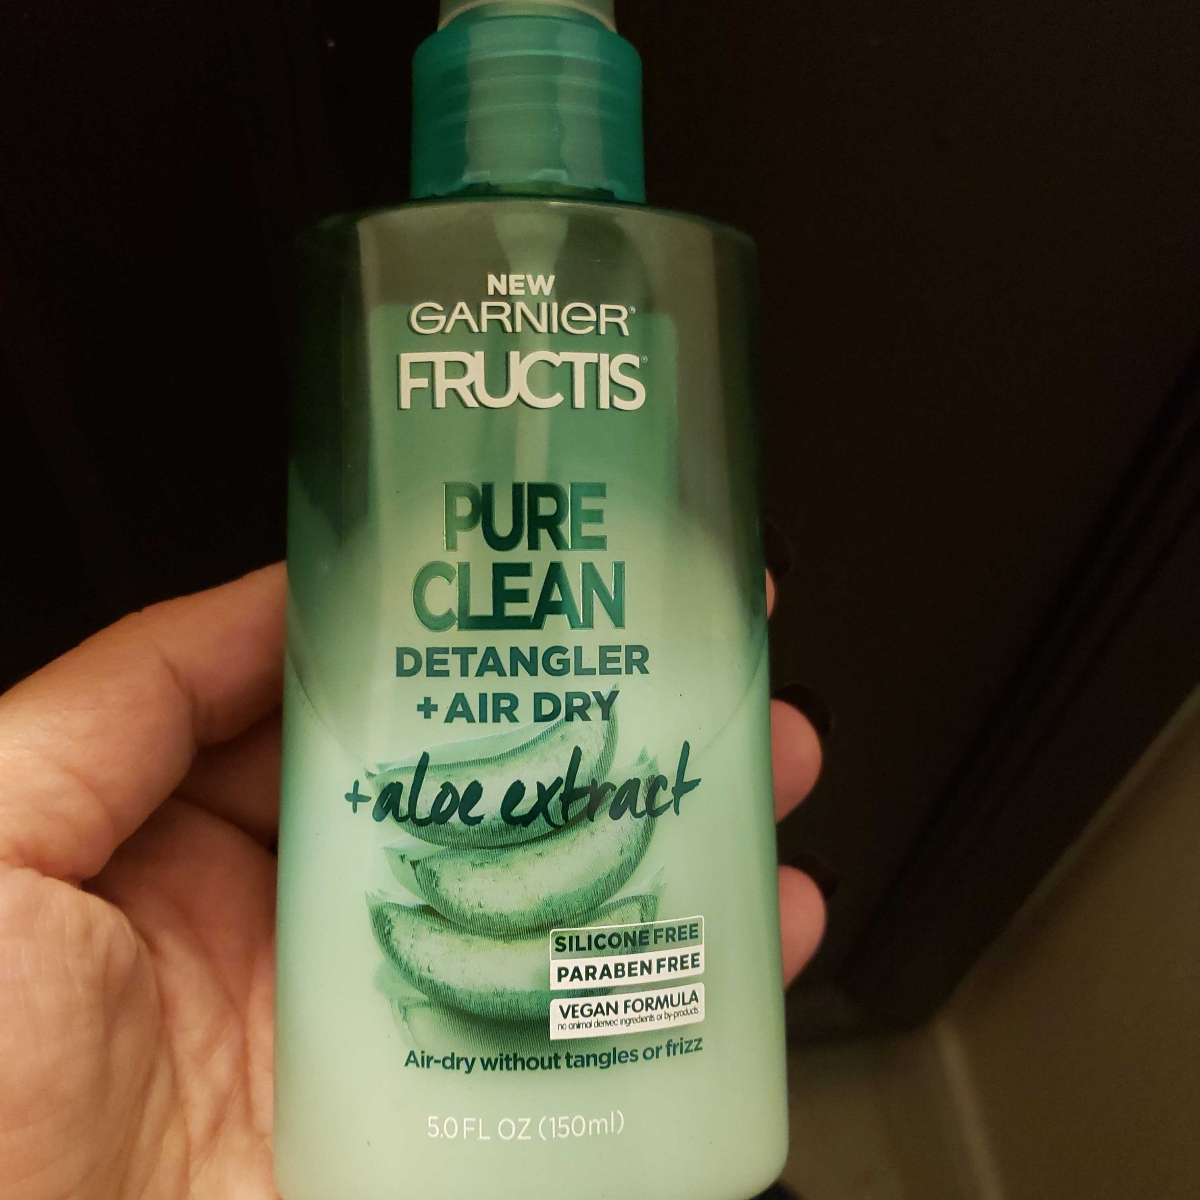 NEW
GARNIER®
FRUCTIS®
PURE
CLEAN
DETANGLER
+ AIR DRY
+ aloe extract
SILICONE FREE
PARABEN FREE
VEGAN FORMULA
no animal derived ingredients or by-products
Air-dry without tangles or frizz
5.0 FL OZ (150ml)